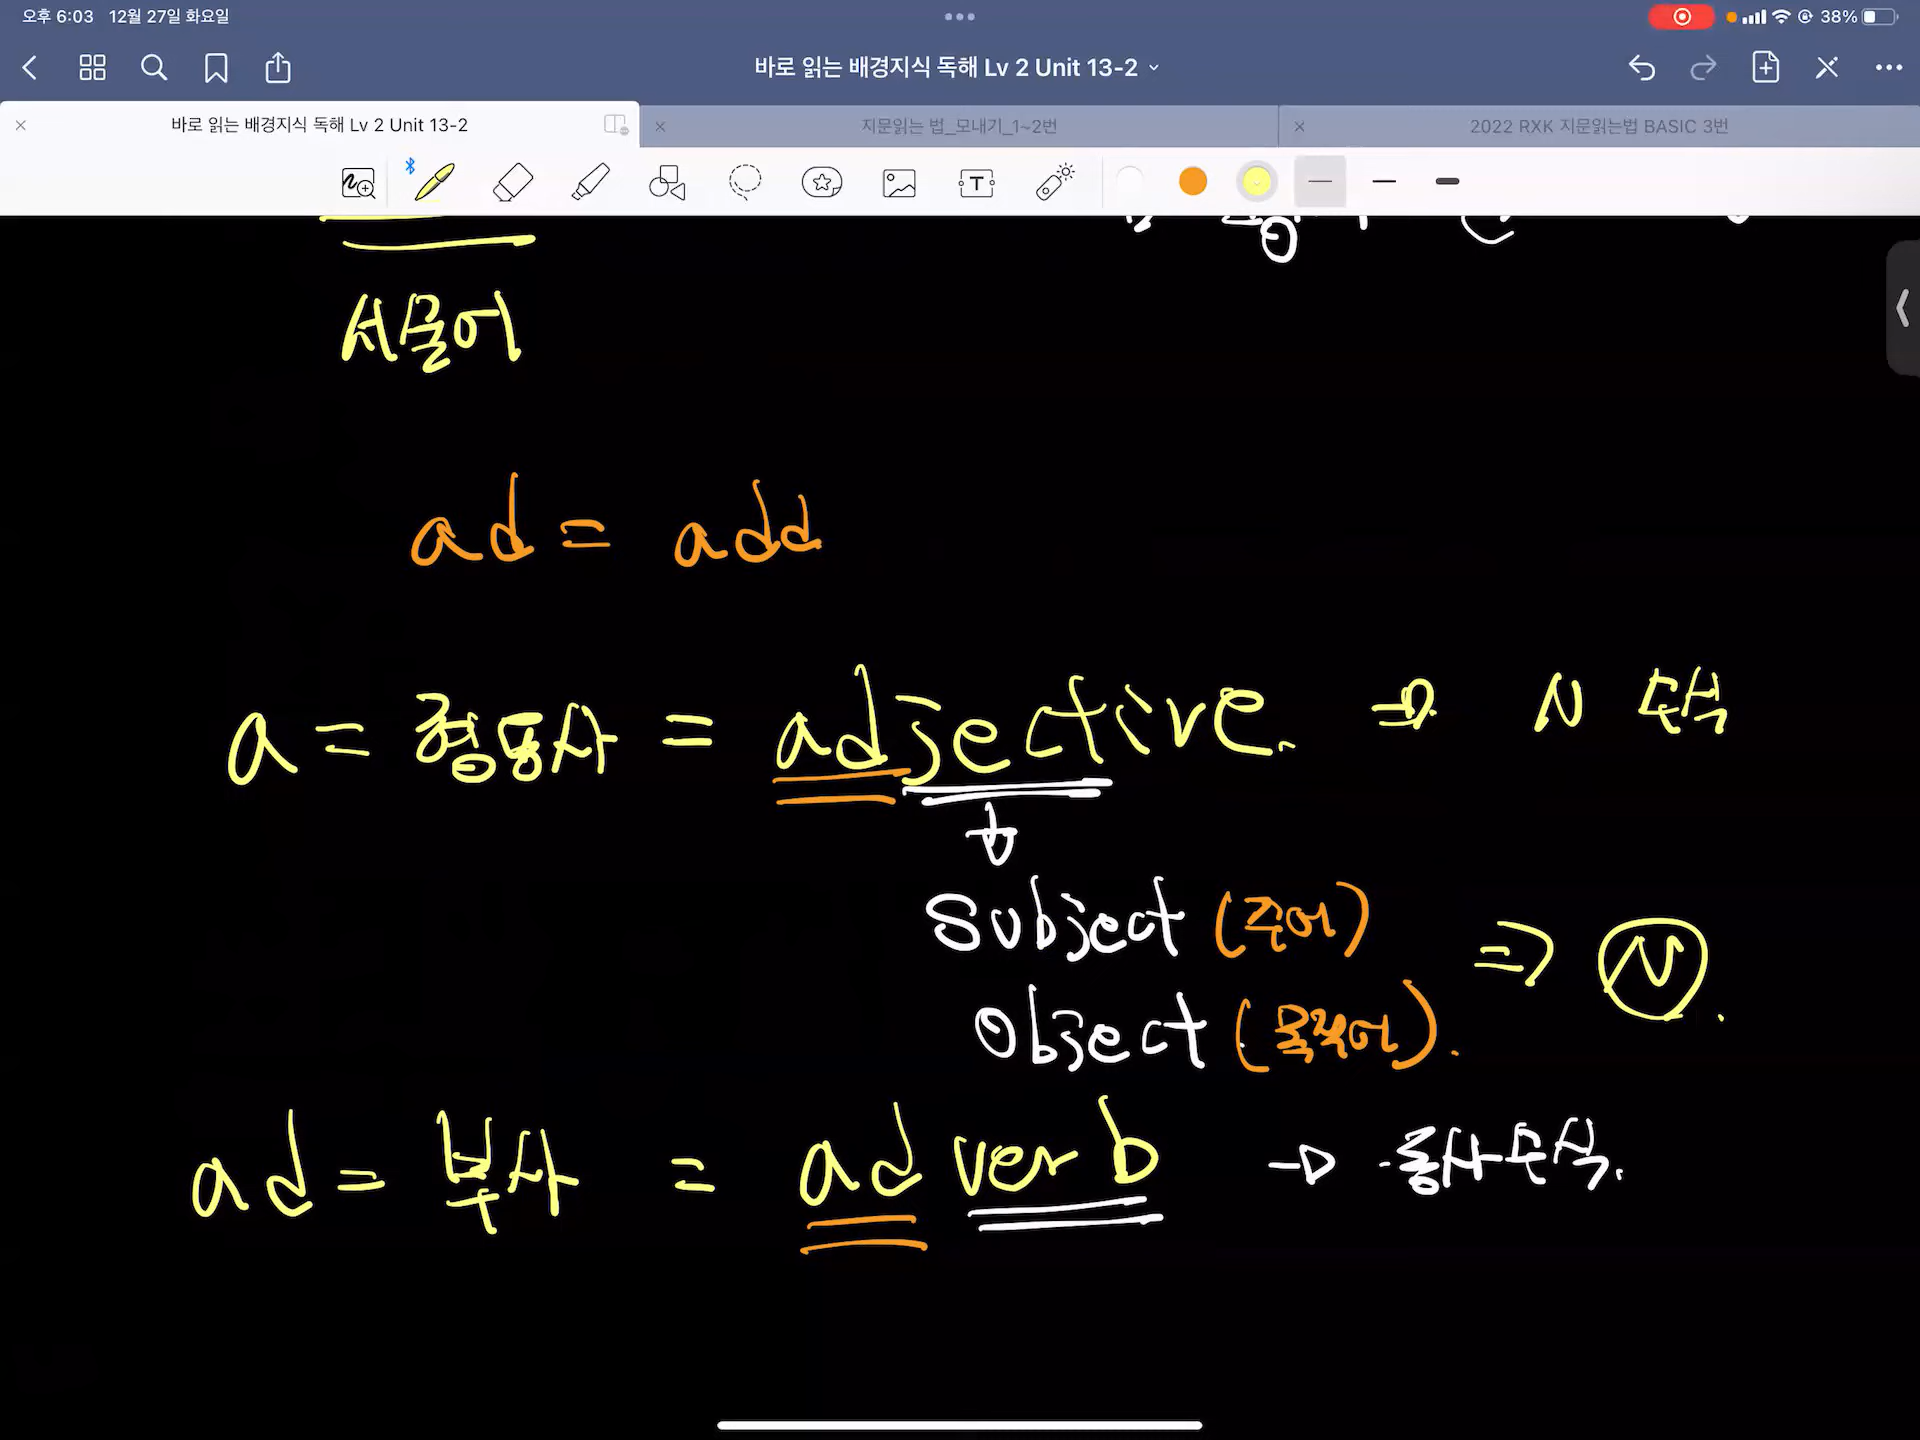 오후 6:03 12월 27일 화요일
38%
바로 읽는 배경지식 독해 Lv 2 Unit 13-2
바로 읽는 배경지식 독해 Lv 2 Unit 13-2
지문읽는 법_모내기_1~2번
2022 RXK 지문읽는법 BASIC 3번
서술어
ad = add
a = 형용사 = adjective. ⇒ N 수식
Subject (주어)
Object (목적어).
⇒ N.
ad = 부사 = adverb → 동사수식.